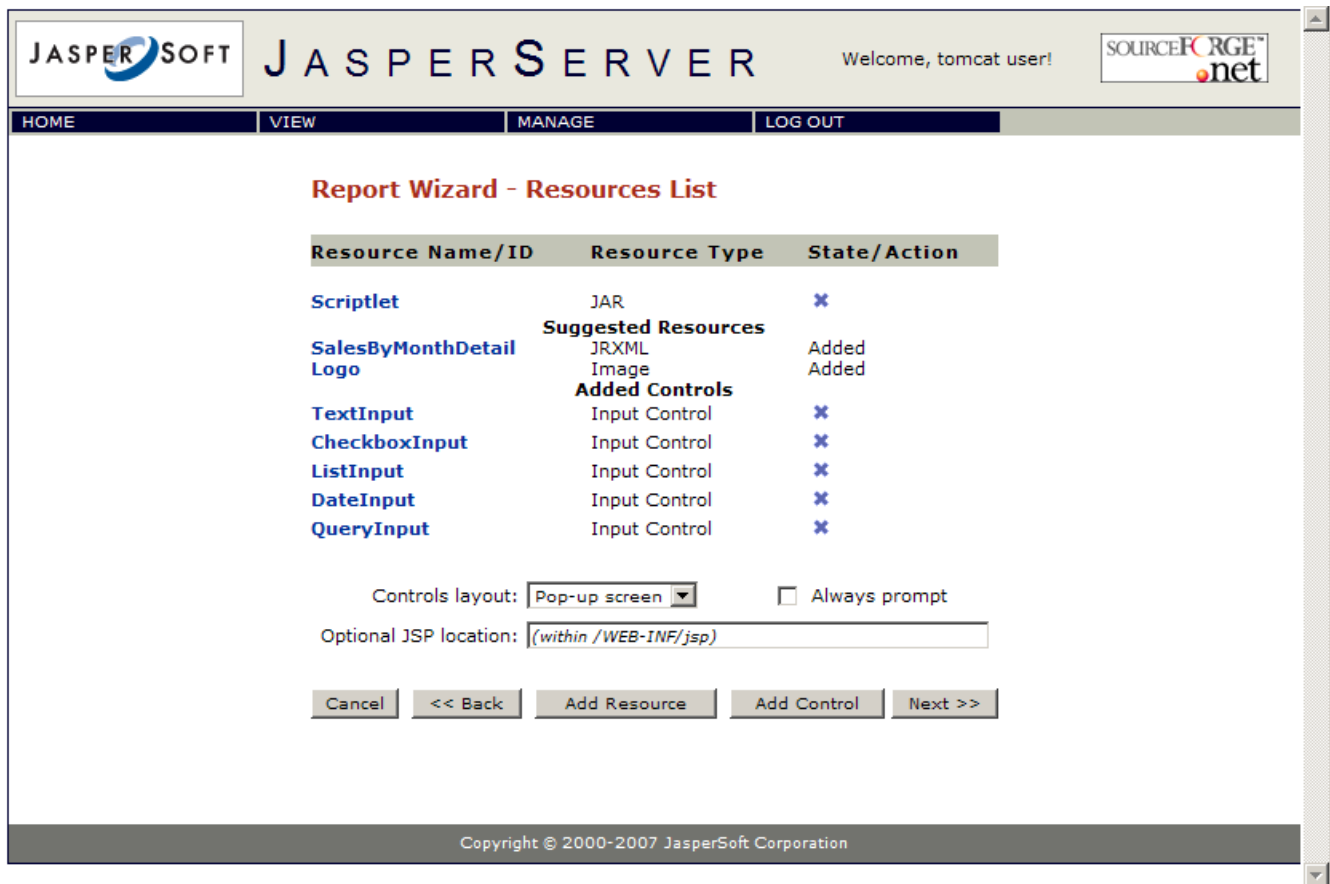 JASPERSOFT JASPERSERVER Welcome, tomcat user! SOURCEFORGE™ .net
HOME VIEW MANAGE LOG OUT
Report Wizard - Resources List
Resource Name/ID Resource Type State/Action
Scriptlet JAR
Suggested Resources
SalesByMonthDetail JRXML Added
Logo Image Added
Added Controls
TextInput Input Control
CheckboxInput Input Control
ListInput Input Control
DateInput Input Control
QueryInput Input Control
Controls layout: Pop-up screen Always prompt
Optional JSP location: (within /WEB-INF/jsp)
Cancel << Back Add Resource Add Control Next >>
Copyright © 2000-2007 JasperSoft Corporation